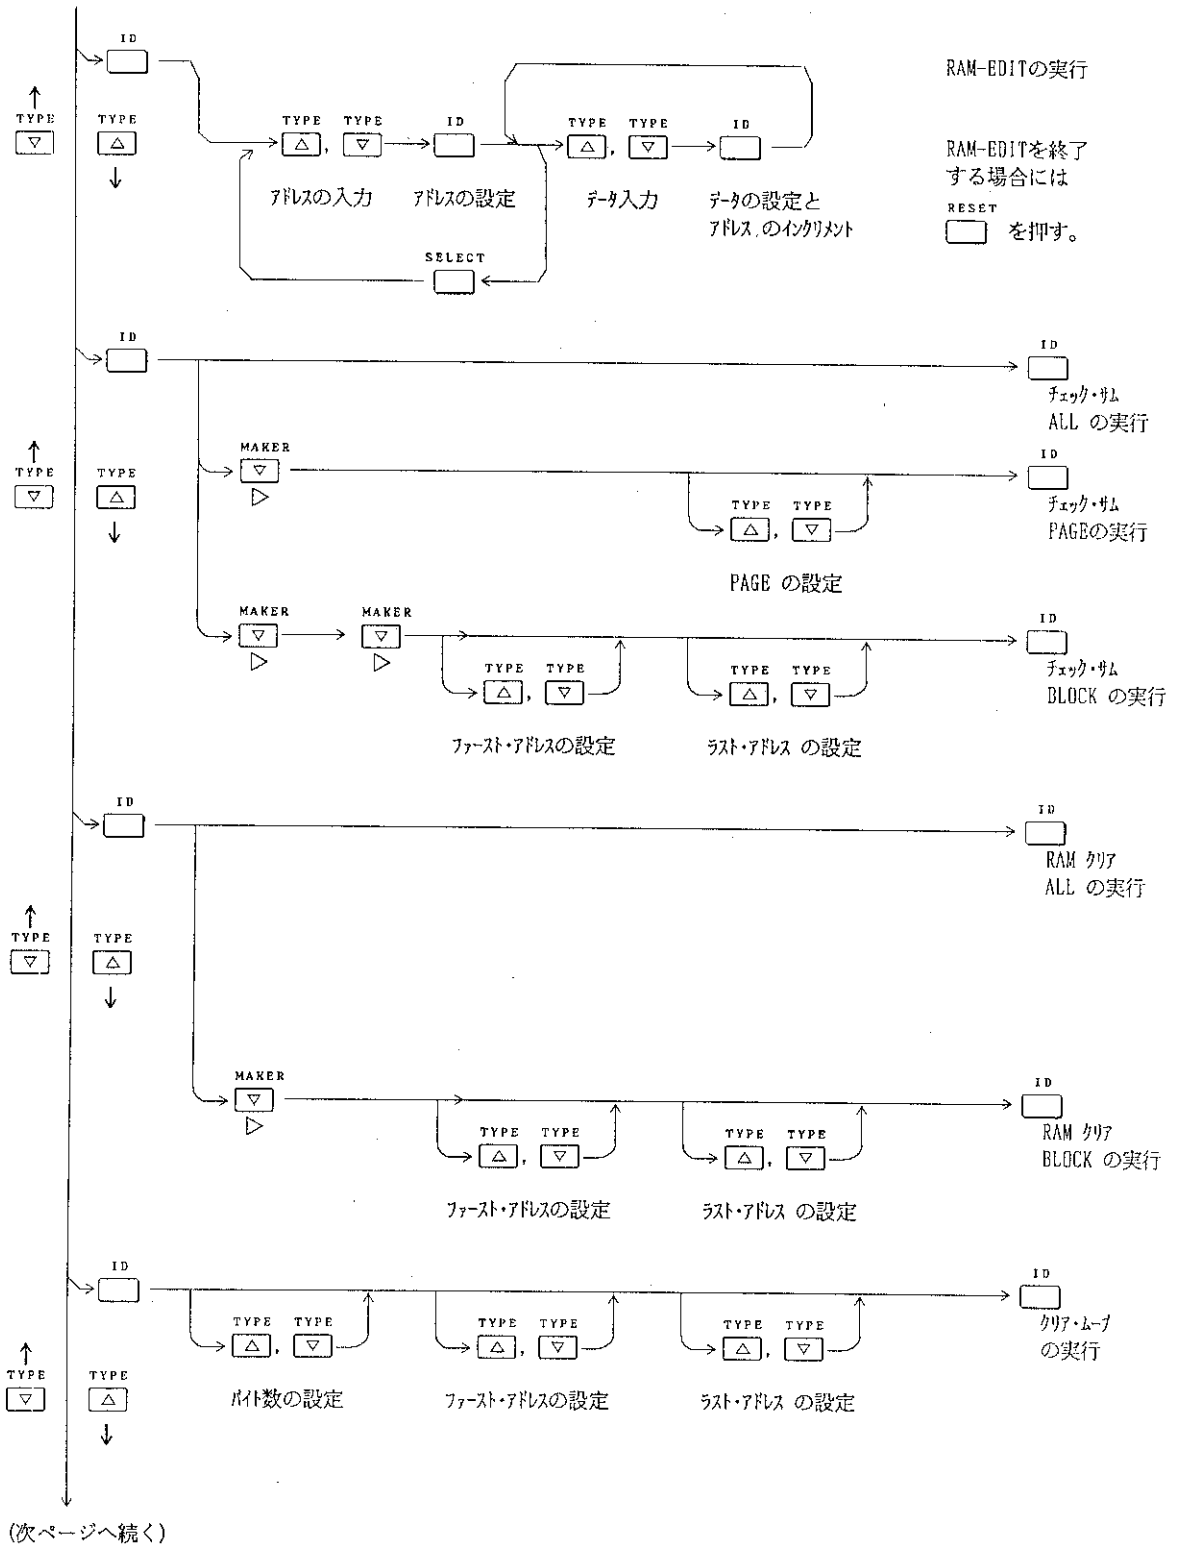 ID
RAM-EDITの実行
TYPE TYPE
TYPE TYPE ID TYPE TYPE ID
アドレスの入力 アドレスの設定 データ入力 データの設定と
アドレス のインクリメント
RAM-EDITを終了
する場合には
RESET
を押す。
SELECT
ID ID
チェック・サム
ALL の実行
TYPE TYPE
MAKER ID
チェック・サム
PAGEの実行
TYPE TYPE
PAGE の設定
MAKER MAKER ID
チェック・サム
BLOCK の実行
TYPE TYPE TYPE TYPE
ファースト・アドレスの設定 ラスト・アドレス の設定
ID ID
RAM クリア
ALL の実行
TYPE TYPE
MAKER ID
RAM クリア
BLOCK の実行
TYPE TYPE TYPE TYPE
ファースト・アドレスの設定 ラスト・アドレス の設定
ID ID
クリア・ムーブ
の実行
TYPE TYPE TYPE TYPE TYPE TYPE
TYPE TYPE
バイト数の設定 ファースト・アドレスの設定 ラスト・アドレス の設定
(次ページへ続く)